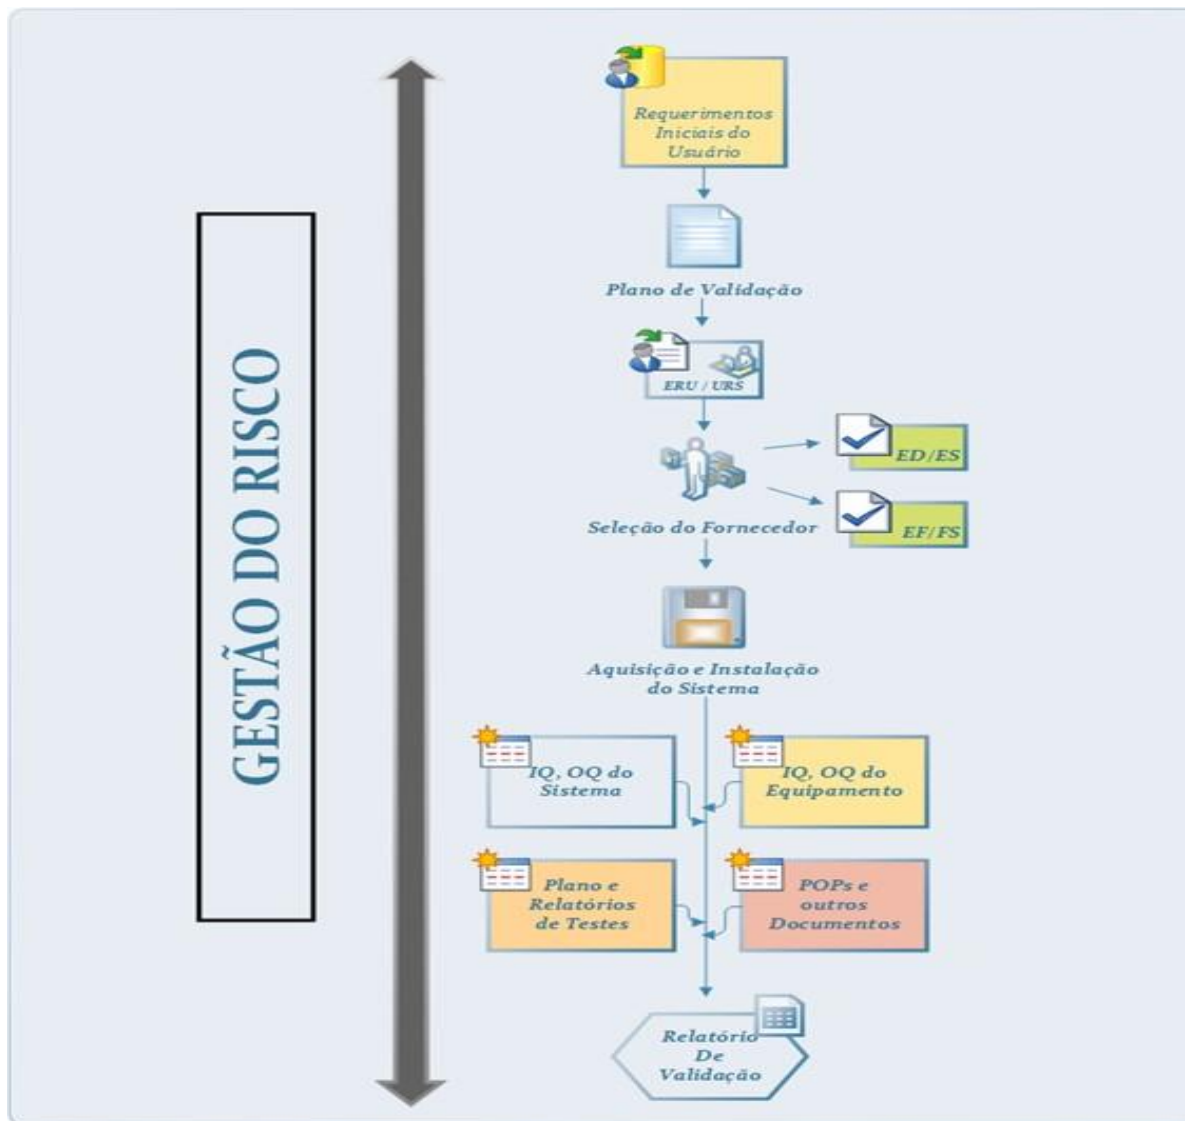 GESTÃO DO RISCO
Requerimentos
Iniciais do
Usuário
Plano de Validação
ERU / URS
ED/ES
EF/FS
Seleção do Fornecedor
Aquisição e Instalação
do Sistema
IQ, OQ do
Sistema
IQ, OQ do
Equipamento
Plano e
Relatórios
de Testes
POPs e
outros
Documentos
Relatório
De
Validação